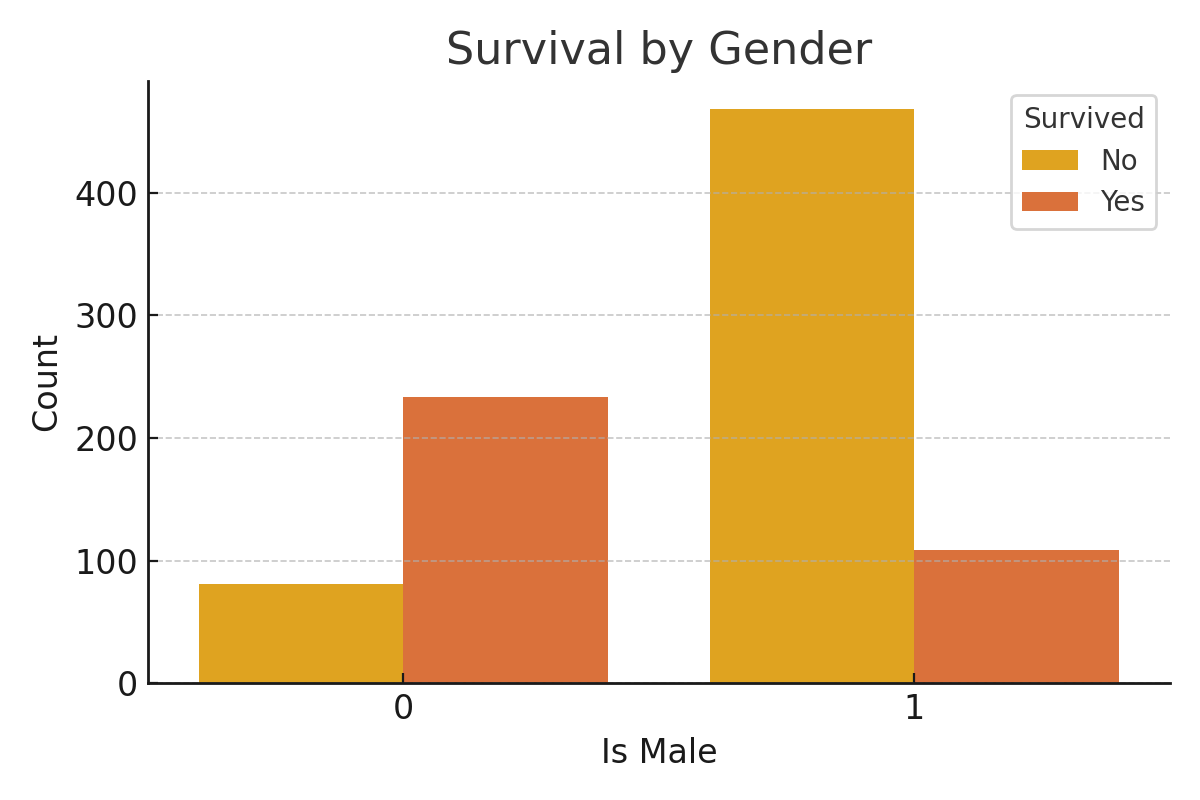 Survival by Gender
Survived
No
Yes
400
300
200
100
0
Count
0 1
Is Male